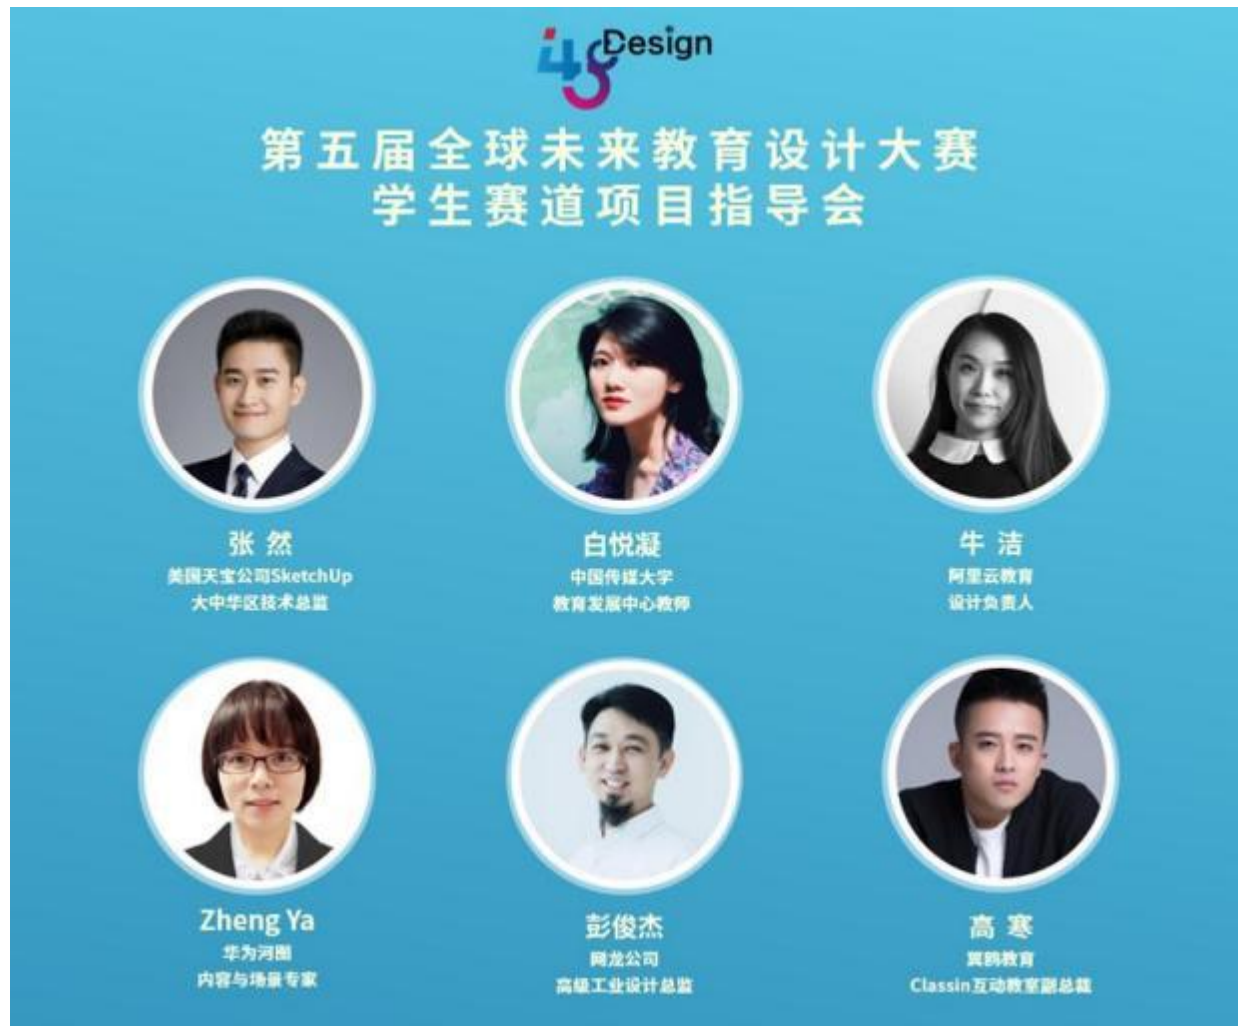 i48Design
第五届全球未来教育设计大赛
学生赛道项目指导会
张 然
美国天宝公司SketchUp
大中华区技术总监
白悦凝
中国传媒大学
教育发展中心教师
牛 洁
阿里云教育
设计负责人
Zheng Ya
华为河图
内容与场景专家
彭俊杰
网龙公司
高级工业设计总监
高 寒
翼鸥教育
Classin互动教室副总裁